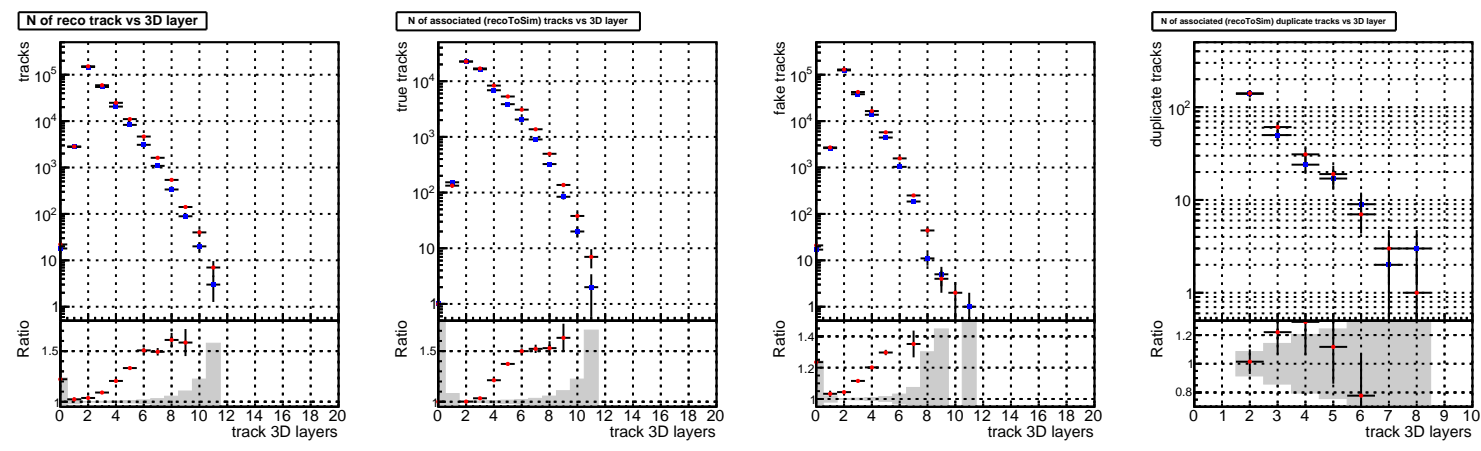 N of reco track vs 3D layer
tracks
10^5
10^4
10^3
10^2
10
1
Ratio
1.5
1
0 2 4 6 8 10 12 14 16 18 20
track 3D layers
N of associated (recoToSim) tracks vs 3D layer
true tracks
10^4
10^3
10^2
10
1
Ratio
1.5
1
0 2 4 6 8 10 12 14 16 18 20
track 3D layers
fake tracks
10^5
10^4
10^3
10^2
10
1
Ratio
1.4
1.2
1
0 2 4 6 8 10 12 14 16 18 20
track 3D layers
N of associated (recoToSim) duplicate tracks vs 3D layer
duplicate tracks
10^2
10
1
Ratio
1.2
1
0.8
0 1 2 3 4 5 6 7 8 9 10
track 3D layers